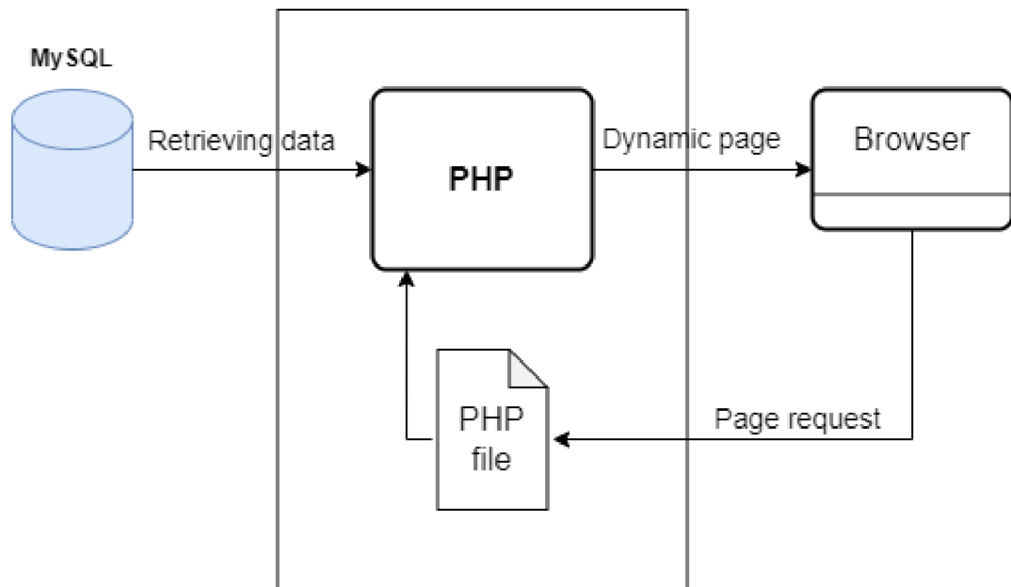 MySQL
Retrieving data
PHP
Dynamic page
Browser
PHP
file
Page request